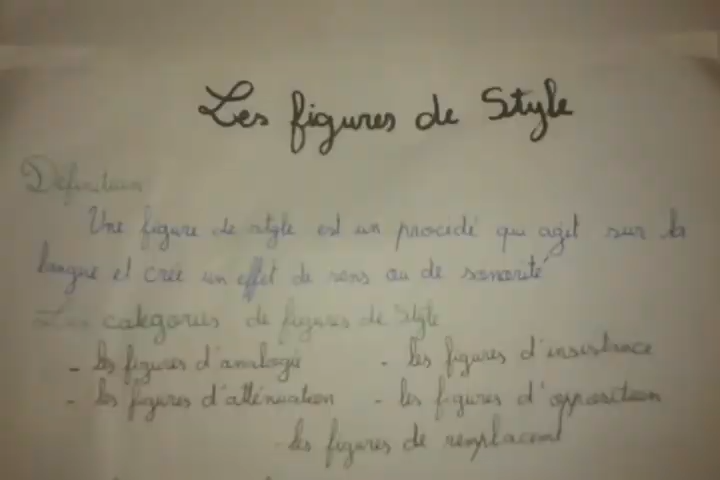 Les figures de Style
Définition
Une figure de style est un procédé qui agit sur la
langue et crée un effet de sens ou de sonorité
Les catégories de figures de Style
- les figures d'analogie - les figures d'insistance
- les figures d'atténuation - les figures d'opposition
- les figures de remplacent